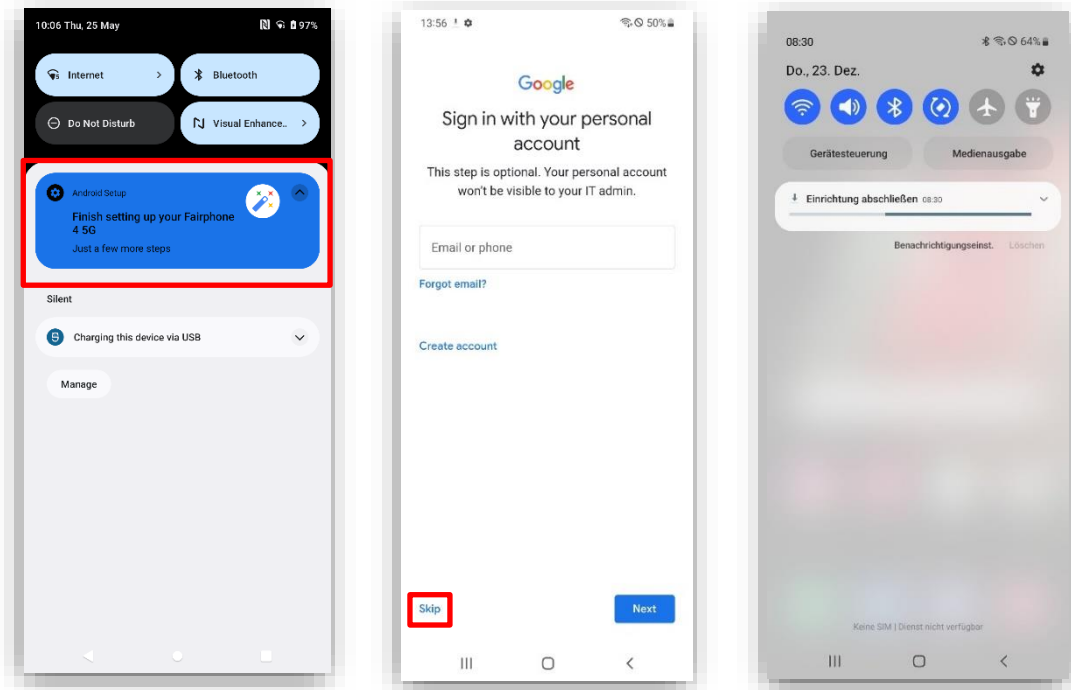 10:06 Thu, 25 May
97%
Internet
Bluetooth
Do Not Disturb
Visual Enhance..
Android Setup
Finish setting up your Fairphone
4 5G
Just a few more steps
Silent
Charging this device via USB
Manage
13:56
50%
Google
Sign in with your personal
account
This step is optional. Your personal account
won't be visible to your IT admin.
Email or phone
Forgot email?
Create account
Skip
Next
08:30
64%
Do., 23. Dez.
Gerätesteuerung
Medienausgabe
Einrichtung abschließen 08:30
Benachrichtigungseinst. Löschen
Keine SIM | Dienst nicht verfügbar